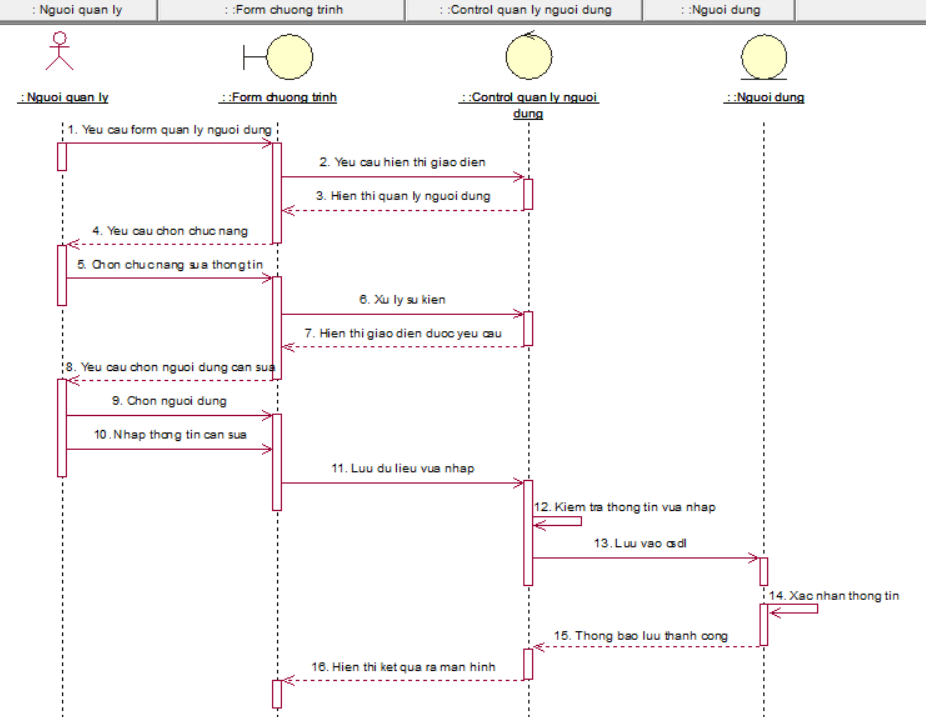 : Nguoi quan ly
: :Form chuong trinh
: :Control quan ly nguoi dung
: :Nguoi dung
: Nguoi quan ly
: :Form chuong trinh
: :Control quan ly nguoi
dung
: :Nguoi dung
1. Yeu cau form quan ly nguoi dung
2. Yeu cau hien thi giao dien
3. Hien thi quan ly nguoi dung
4. Yeu cau chon chuc nang
5. Chon chuc nang sua thong tin
6. Xu ly su kien
7. Hien thi giao dien duoc yeu cau
8. Yeu cau chon nguoi dung can sua
9. Chon nguoi dung
10. Nhap thong tin can sua
11. Luu du lieu vua nhap
12. Kiem tra thong tin vua nhap
13. Luu vao csdl
14. Xac nhan thong tin
15. Thong bao luu thanh cong
16. Hien thi ket qua ra man hinh